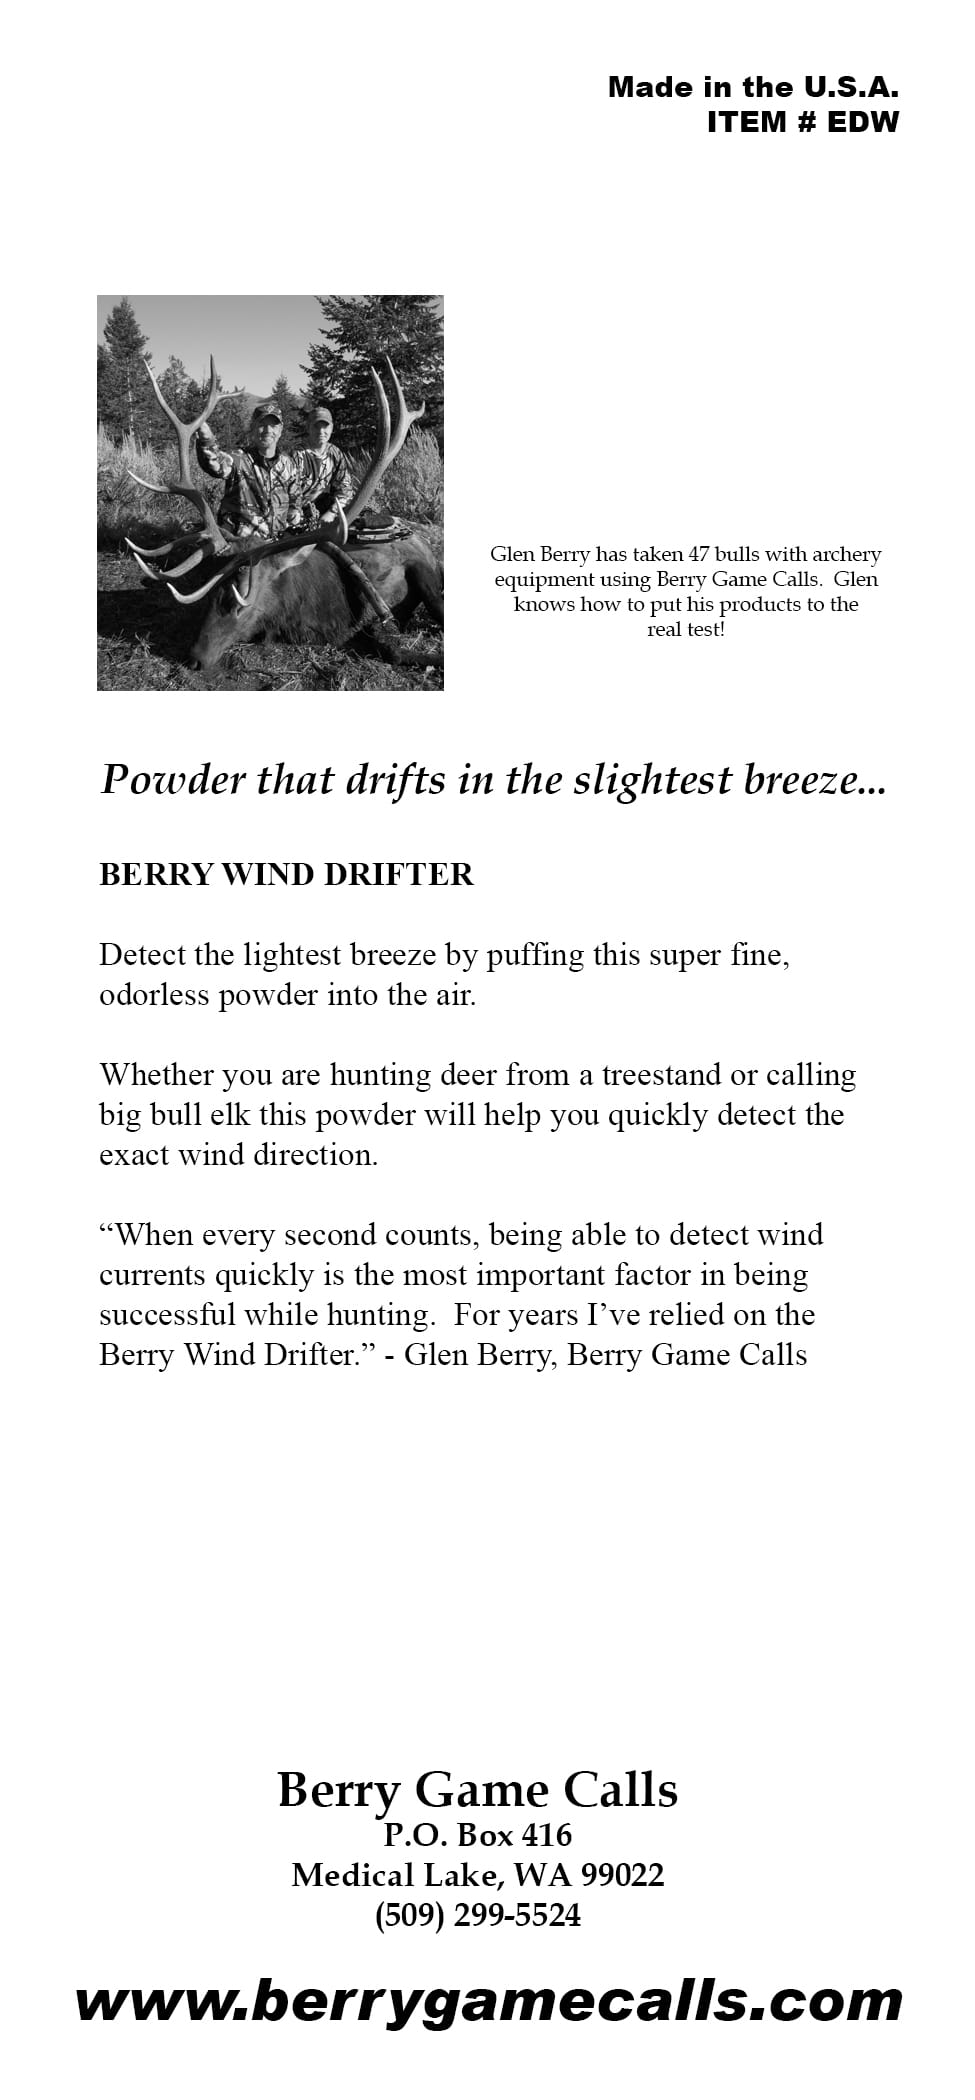 Made in the U.S.A.
ITEM # EDW
Glen Berry has taken 47 bulls with archery
equipment using Berry Game Calls.  Glen
knows how to put his products to the
real test!
Powder that drifts in the slightest breeze...
BERRY WIND DRIFTER
Detect the lightest breeze by puffing this super fine,
odorless powder into the air.
Whether you are hunting deer from a treestand or calling
big bull elk this powder will help you quickly detect the
exact wind direction.
“When every second counts, being able to detect wind
currents quickly is the most important factor in being
successful while hunting.  For years I’ve relied on the
Berry Wind Drifter.” - Glen Berry, Berry Game Calls
Berry Game Calls
P.O. Box 416
Medical Lake, WA 99022
(509) 299-5524
www.berrygamecalls.com